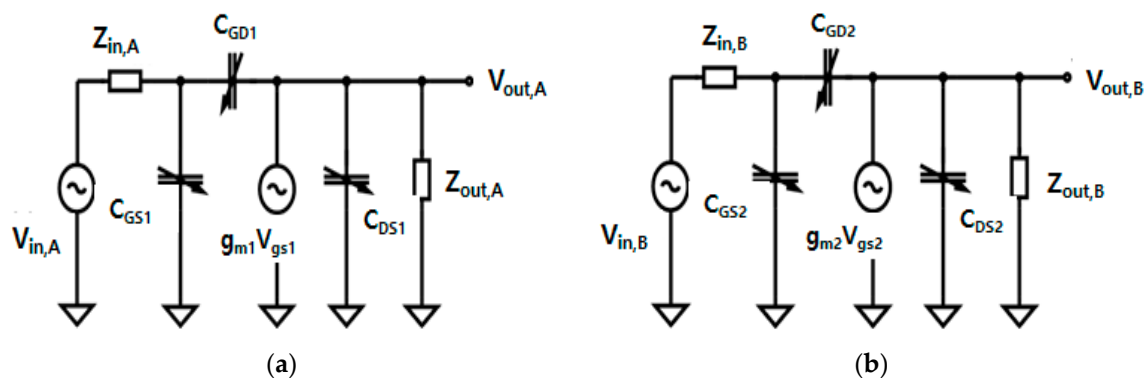 C_GD1
Z_in,A
V_out,A
C_GS1
Z_out,A
C_DS1
V_in,A
g_m1V_gs1
(a)
C_GD2
Z_in,B
V_out,B
C_GS2
Z_out,B
C_DS2
V_in,B
g_m2V_gs2
(b)